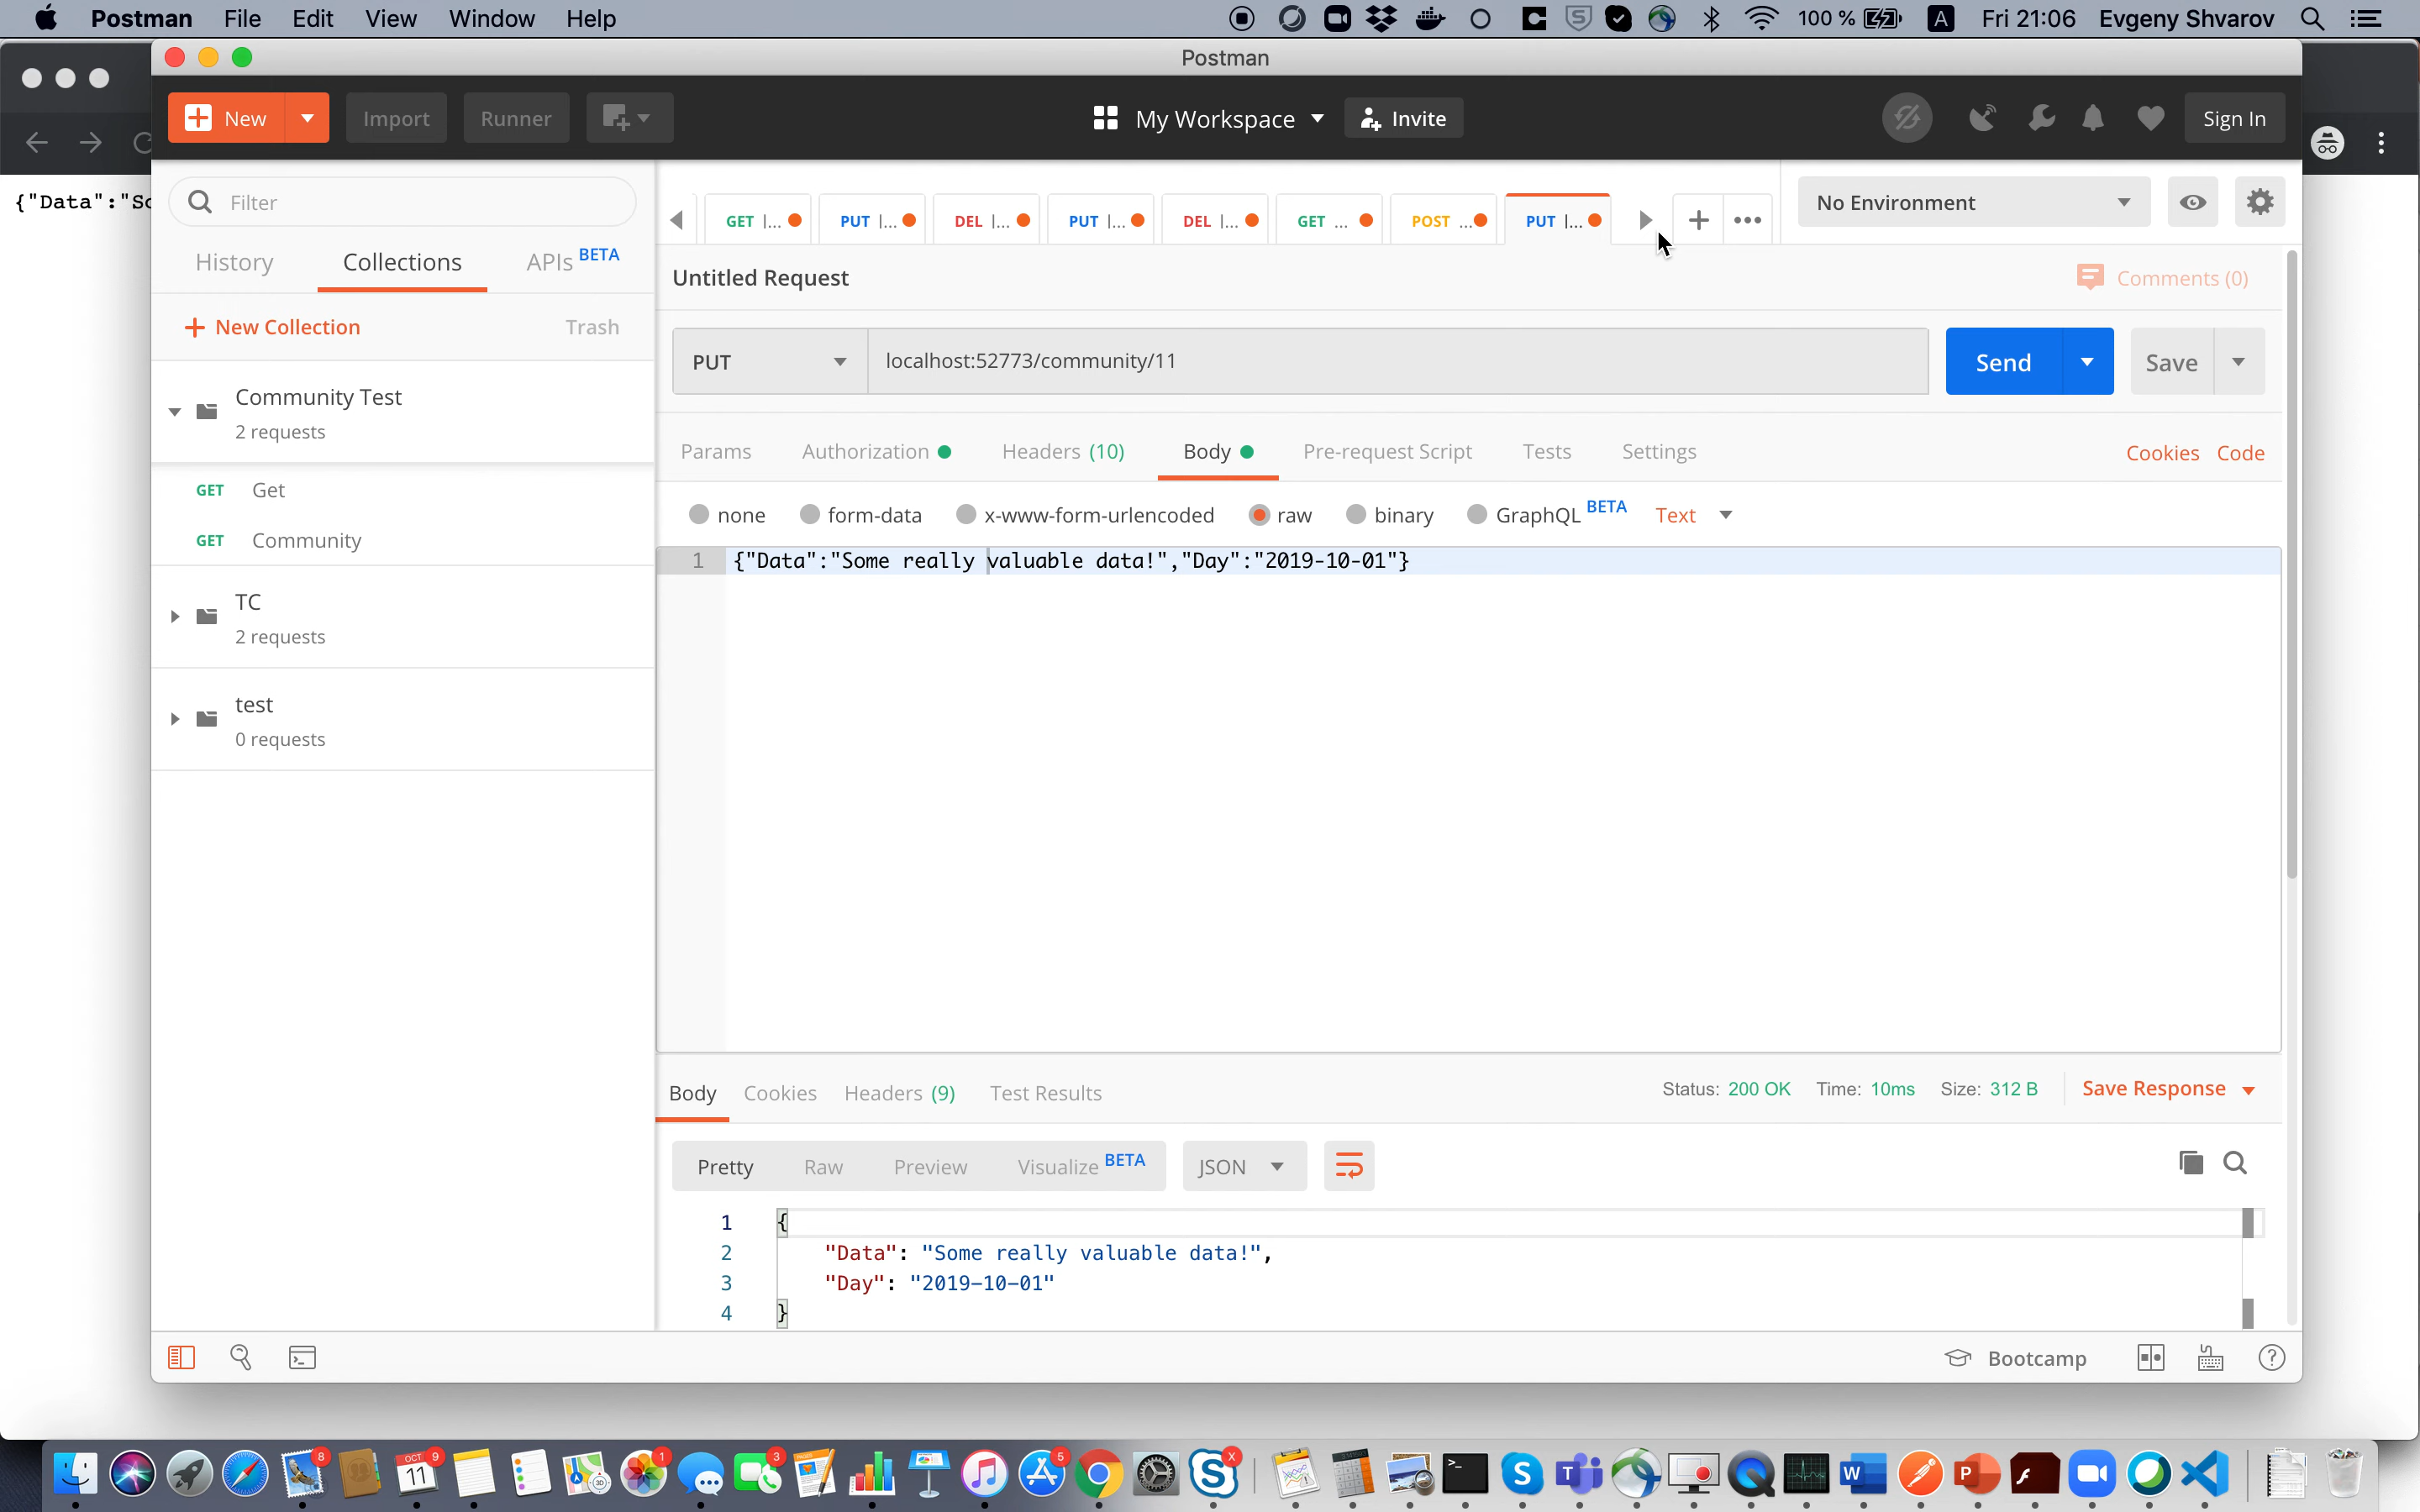 Postman File Edit View Window Help 100 % A Fri 21:06 Evgeny Shvarov
Postman
New Import Runner My Workspace Invite Sign In
{"Data":"So
Filter
GET |... PUT |... DEL |... PUT |... DEL |... GET ... POST ... PUT |... No Environment
History Collections APIs BETA
Untitled Request Comments (0)
+ New Collection Trash
PUT localhost:52773/community/11 Send Save
Community Test
2 requests
Params Authorization Headers (10) Body Pre-request Script Tests Settings Cookies Code
GET Get
none form-data x-www-form-urlencoded raw binary GraphQL BETA Text
GET Community
1 {"Data":"Some really valuable data!","Day":"2019-10-01"}
TC
2 requests
test
0 requests
Body Cookies Headers (9) Test Results Status: 200 OK Time: 10ms Size: 312 B Save Response
Pretty Raw Preview Visualize BETA JSON
1 {
2 "Data": "Some really valuable data!",
3 "Day": "2019-10-01"
4 }
Bootcamp
8 OCT 11 9 1 3 5 X